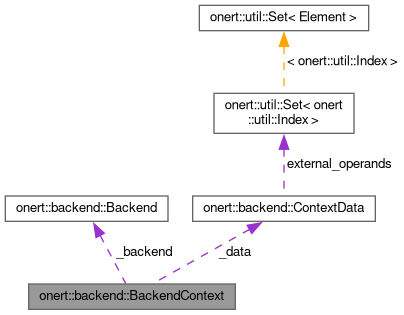 onert::util::Set< Element >
< onert::util::Index >
onert::util::Set< onert
::util::Index >
external_operands
onert::backend::Backend
onert::backend::ContextData
_backend
_data
onert::backend::BackendContext